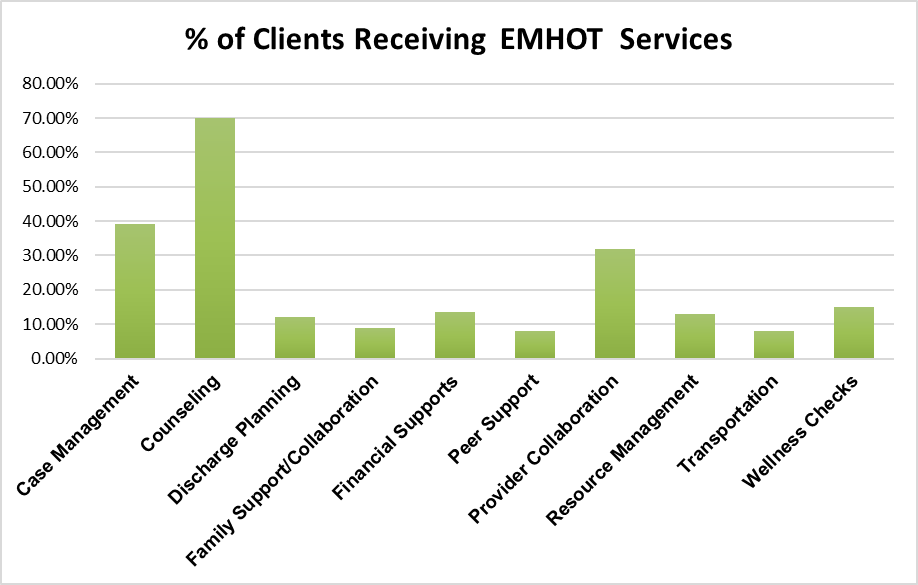 % of Clients Receiving EMHOT Services
80.00%
70.00%
60.00%
50.00%
40.00%
30.00%
20.00%
10.00%
0.00%
Case Management
Counseling
Discharge Planning
Family Support/Collaboration
Financial Supports
Peer Support
Provider Collaboration
Resource Management
Transportation
Wellness Checks